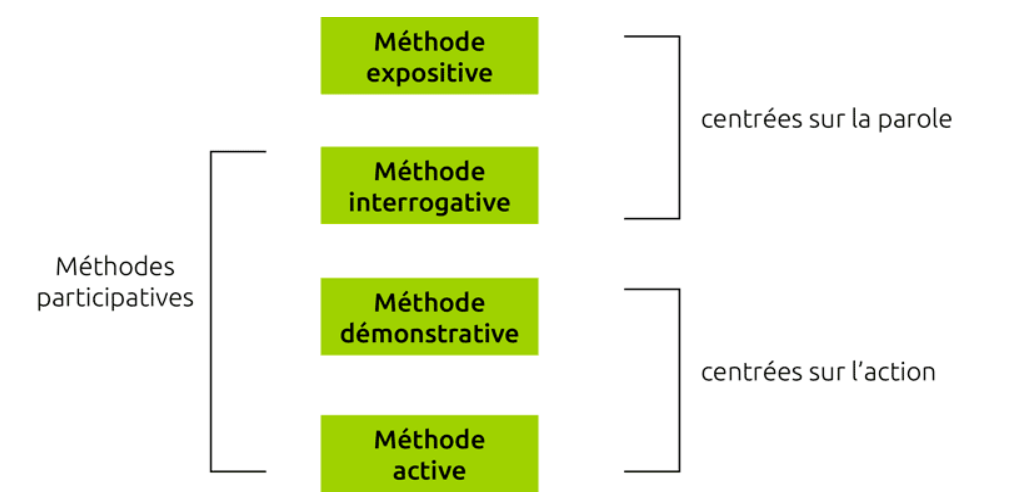 Méthode
expositive
centrées sur la parole
Méthode
interrogative
Méthodes
participatives
Méthode
démonstrative
centrées sur l'action
Méthode
active